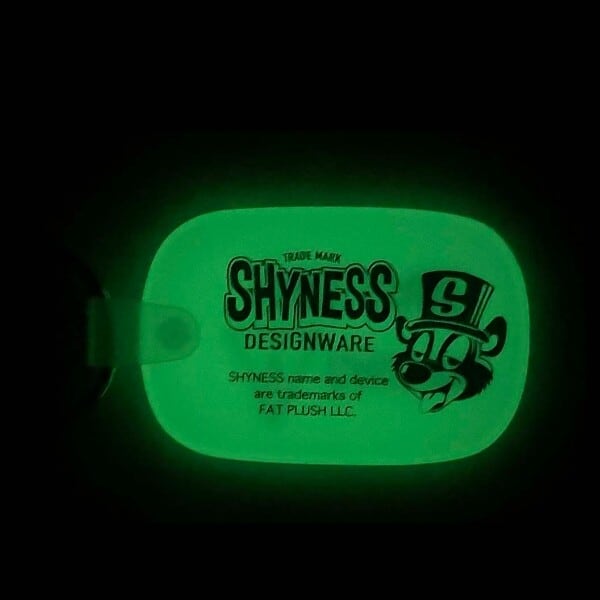 TRADE MARK
SHYNESS
DESIGNWARE
SHYNESS name and device
are trademarks of
FAT PLUSH LLC.
S